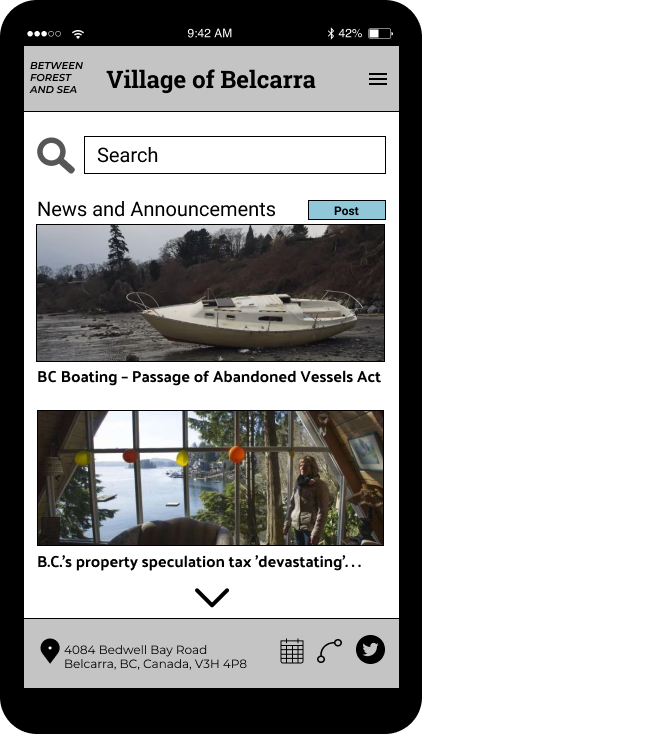 9:42 AM
42%
BETWEEN
FOREST
AND SEA
Village of Belcarra
Search
News and Announcements
Post
BC Boating – Passage of Abandoned Vessels Act
B.C.'s property speculation tax 'devastating'...
4084 Bedwell Bay Road
Belcarra, BC, Canada, V3H 4P8